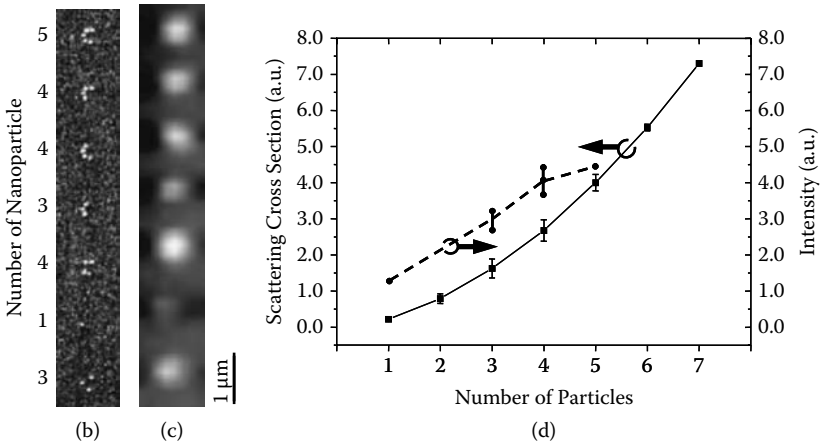 Number of Nanoparticle
5
4
4
3
4
1
3
1 μm
(b)
(c)
Scattering Cross Section (a.u.)
8.0
7.0
6.0
5.0
4.0
3.0
2.0
1.0
0.0
1 2 3 4 5 6 7
Number of Particles
8.0
7.0
6.0
5.0
4.0
3.0
2.0
1.0
0.0
Intensity (a.u.)
(d)